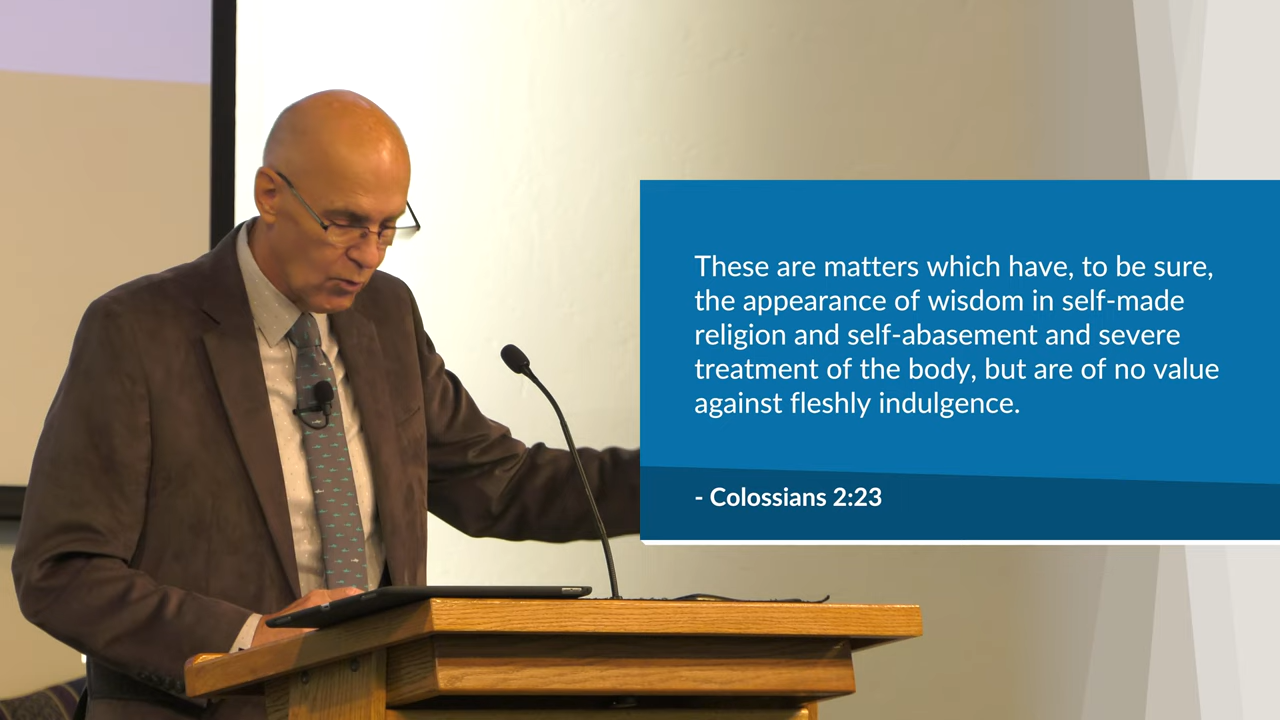 These are matters which have, to be sure,
the appearance of wisdom in self-made
religion and self-abasement and severe
treatment of the body, but are of no value
against fleshly indulgence.
- Colossians 2:23